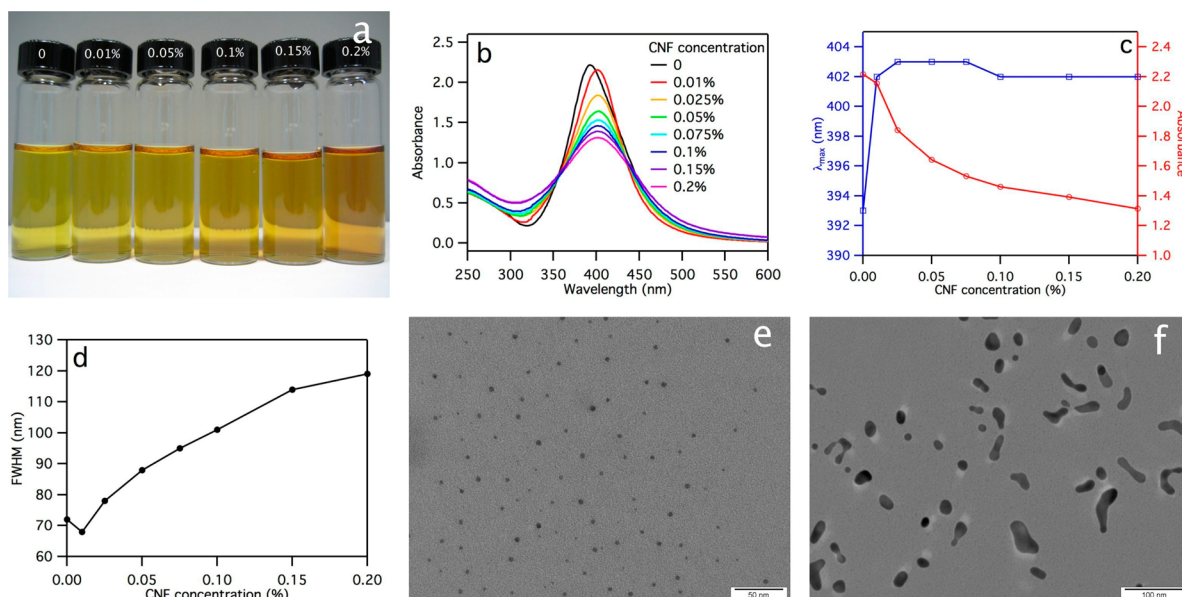 a
0
0.01%
0.05%
0.1%
0.15%
0.2%
b
CNF concentration
0
0.01%
0.025%
0.05%
0.075%
0.1%
0.15%
0.2%
Absorbance
2.5
2.0
1.5
1.0
0.5
0.0
250 300 350 400 450 500 550 600
Wavelength (nm)
c
λmax (nm)
404
402
400
398
396
394
392
390
2.4
2.2
2.0
1.8
1.6
1.4
1.2
1.0
Absorbance
0.00 0.05 0.10 0.15 0.20
CNF concentration (%)
d
FWHM (nm)
130
120
110
100
90
80
70
60
0.00 0.05 0.10 0.15 0.20
CNF concentration (%)
e
50 nm
f
100 nm